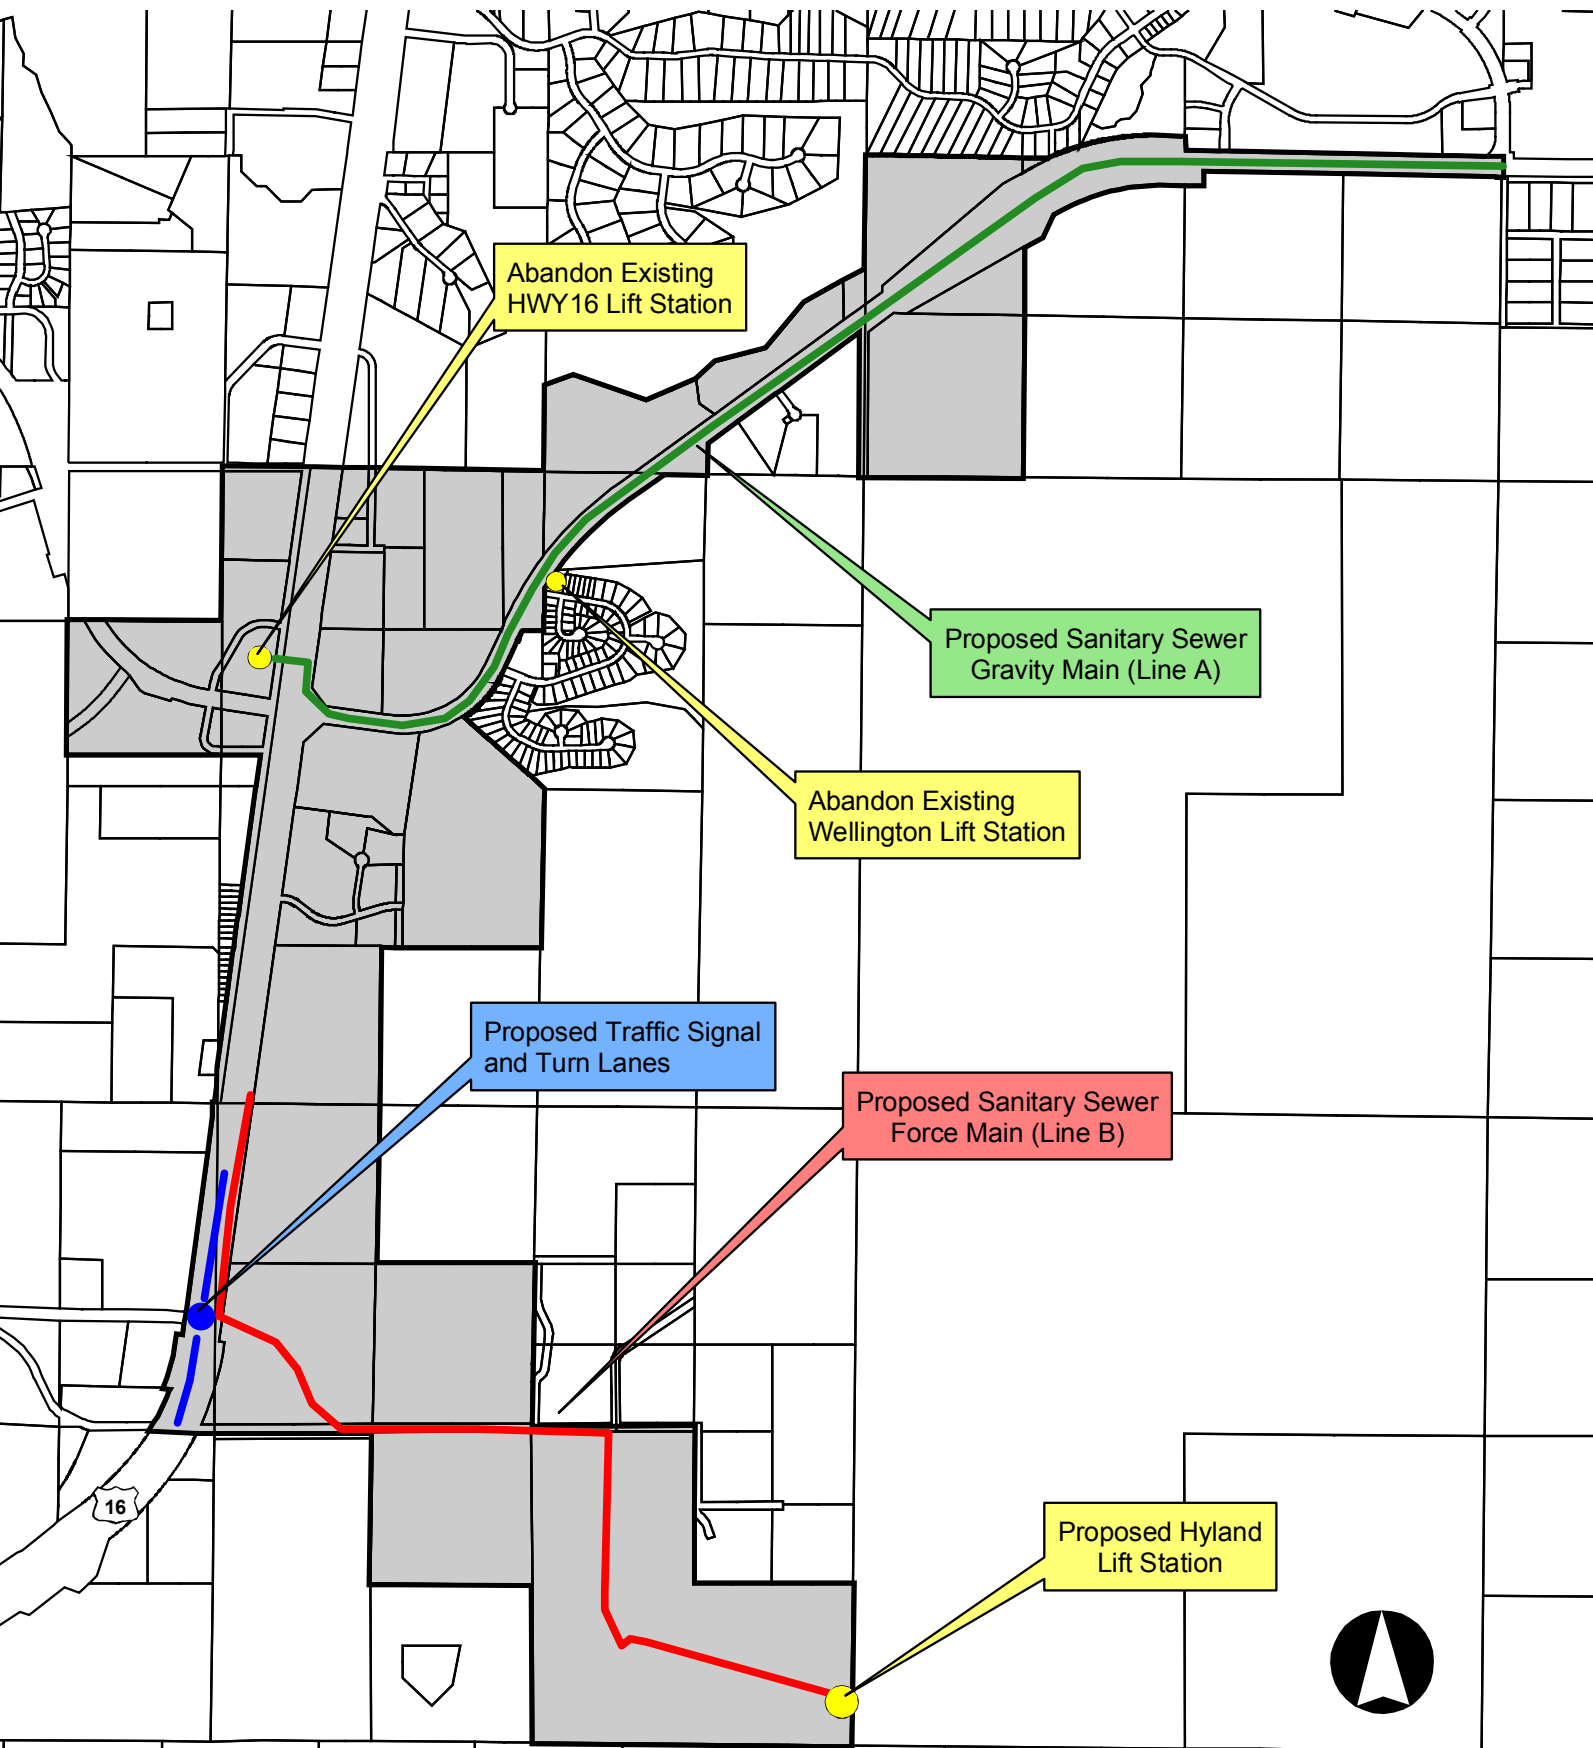 Abandon Existing
HWY16 Lift Station
Proposed Sanitary Sewer
Gravity Main (Line A)
Abandon Existing
Wellington Lift Station
Proposed Traffic Signal
and Turn Lanes
Proposed Sanitary Sewer
Force Main (Line B)
16
Proposed Hyland
Lift Station